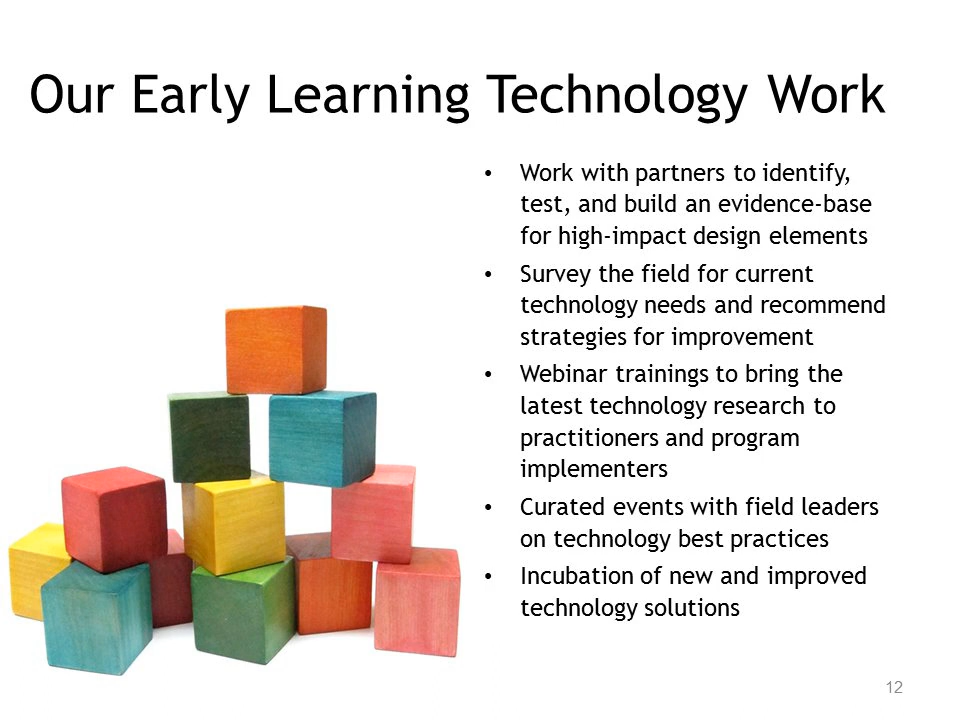 Our Early Learning Technology Work
• Work with partners to identify,
test, and build an evidence-base
for high-impact design elements
• Survey the field for current
technology needs and recommend
strategies for improvement
• Webinar trainings to bring the
latest technology research to
practitioners and program
implementers
• Curated events with field leaders
on technology best practices
• Incubation of new and improved
technology solutions
12